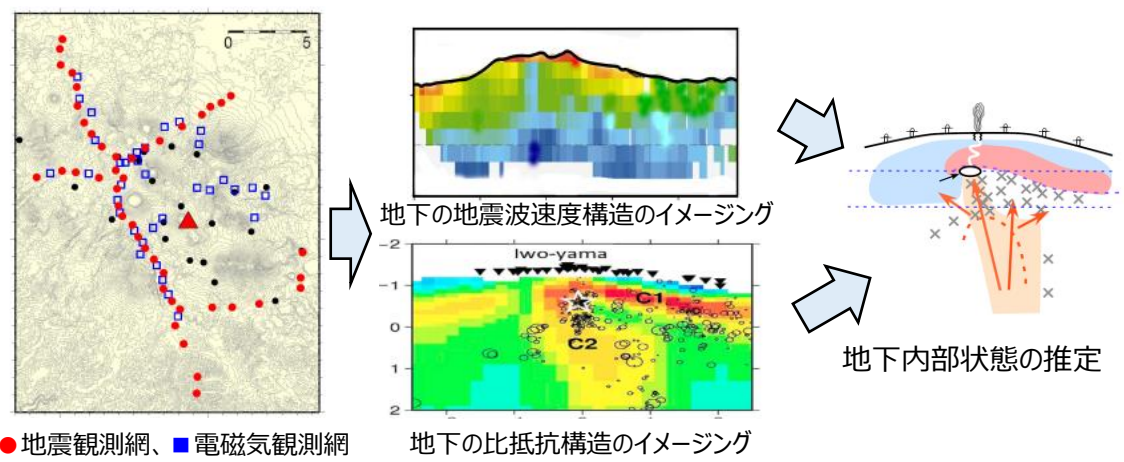 0 5
●地震観測網、■電磁気観測網
地下の地震波速度構造のイメージング
Iwo-yama
-2
-1
0
1
2
C1
C2
地下の比抵抗構造のイメージング
地下内部状態の推定